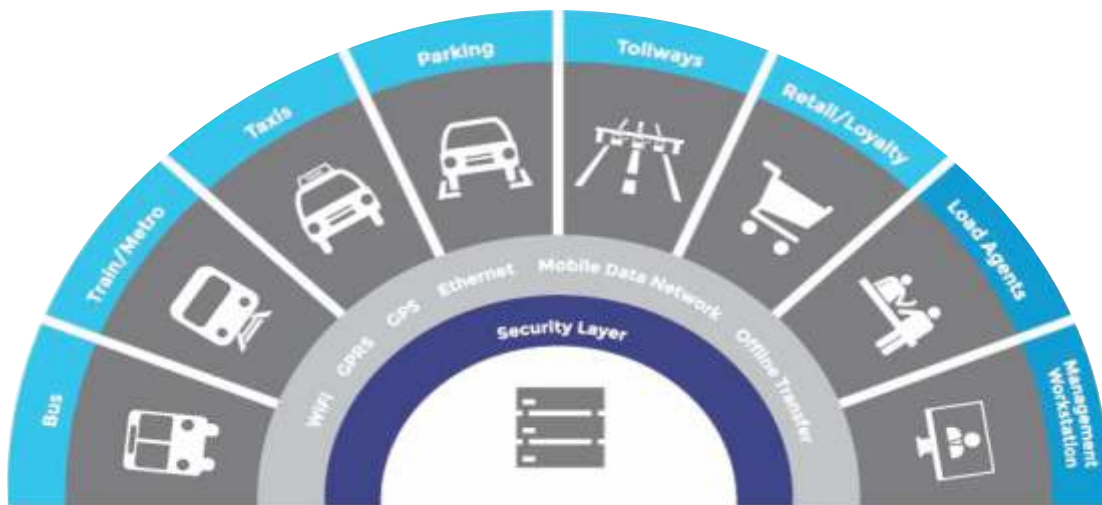 Bus
Train/Metro
Taxis
Parking
Tollways
Retail/Loyalty
Load Agents
Management
Workstation
WiFi
GPRS
GPS
Ethernet
Mobile Data Network
Offline Transfer
Security Layer